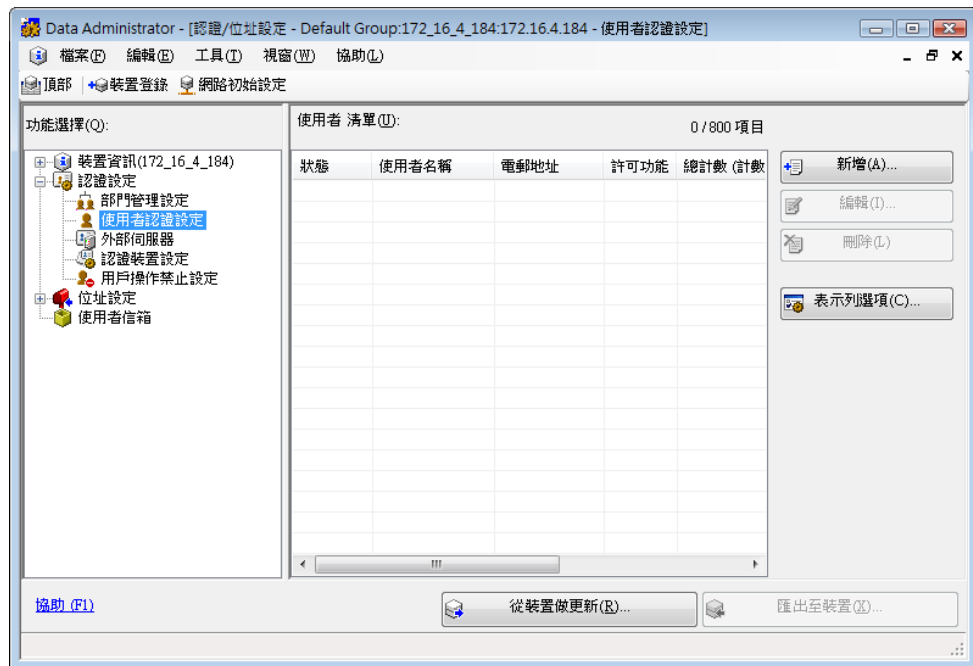 Data Administrator - [認證/位址設定 - Default Group:172_16_4_184:172.16.4.184 - 使用者認證設定]
檔案(F) 編輯(E) 工具(T) 視窗(W) 協助(L)
頂部 裝置登錄 網路初始設定
功能選擇(Q):
裝置資訊(172_16_4_184)
認證設定
部門管理設定
使用者認證設定
外部伺服器
認證裝置設定
用戶操作禁止設定
位址設定
使用者信箱
使用者 清單(U):
0 / 800 項目
狀態 使用者名稱 電郵地址 許可功能 總計數 (計數
新增(A)...
編輯(I)...
刪除(L)
表示列選項(C)...
協助 (F1)
從裝置做更新(R)...
匯出至裝置(X)...